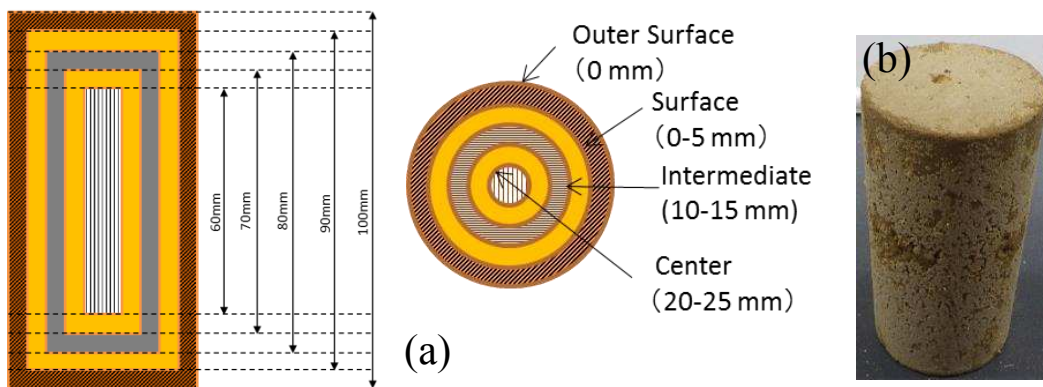 60mm
70mm
80mm
90mm
100mm
(a)
Outer Surface
（0 mm）
Surface
(0-5 mm）
Intermediate
(10-15 mm)
Center
（20-25 mm）
(b)